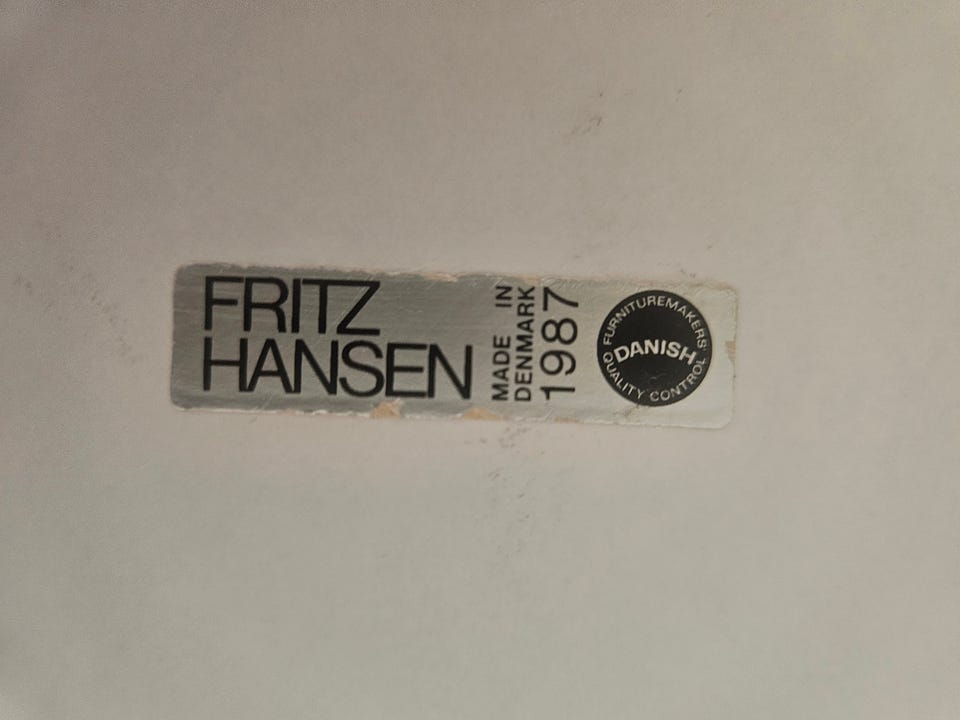 FRITZ
HANSEN
MADE IN
DENMARK
1987
FURNITUREMAKERS'
DANISH
QUALITY CONTROL